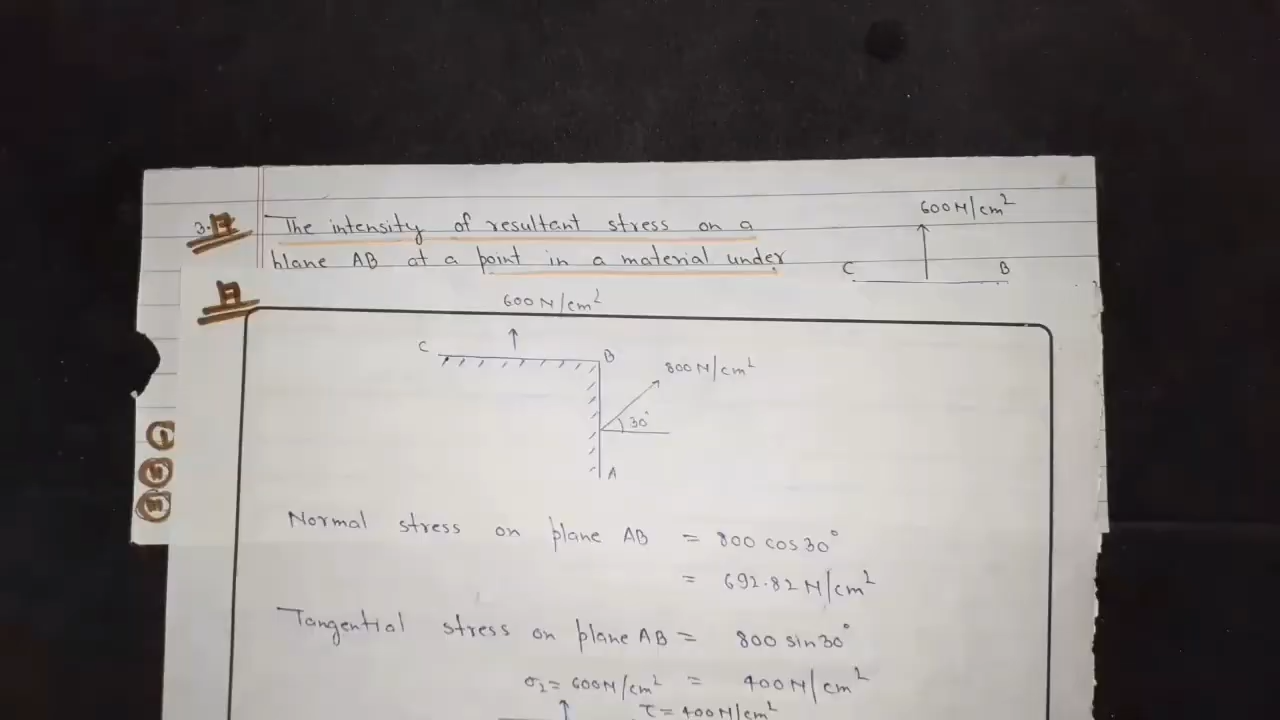 3.17 The intensity of resultant stress on a
plane AB at a point in a material under
600 N/cm²
C B
600 N/cm²
C B
800 N/cm²
30°
A
Normal stress on plane AB = 800 cos 30°
= 692.82 N/cm²
Tangential stress on plane AB = 800 sin 30°
σ₂ = 600 N/cm² = 400 N/cm²
τ = 400 N/cm²